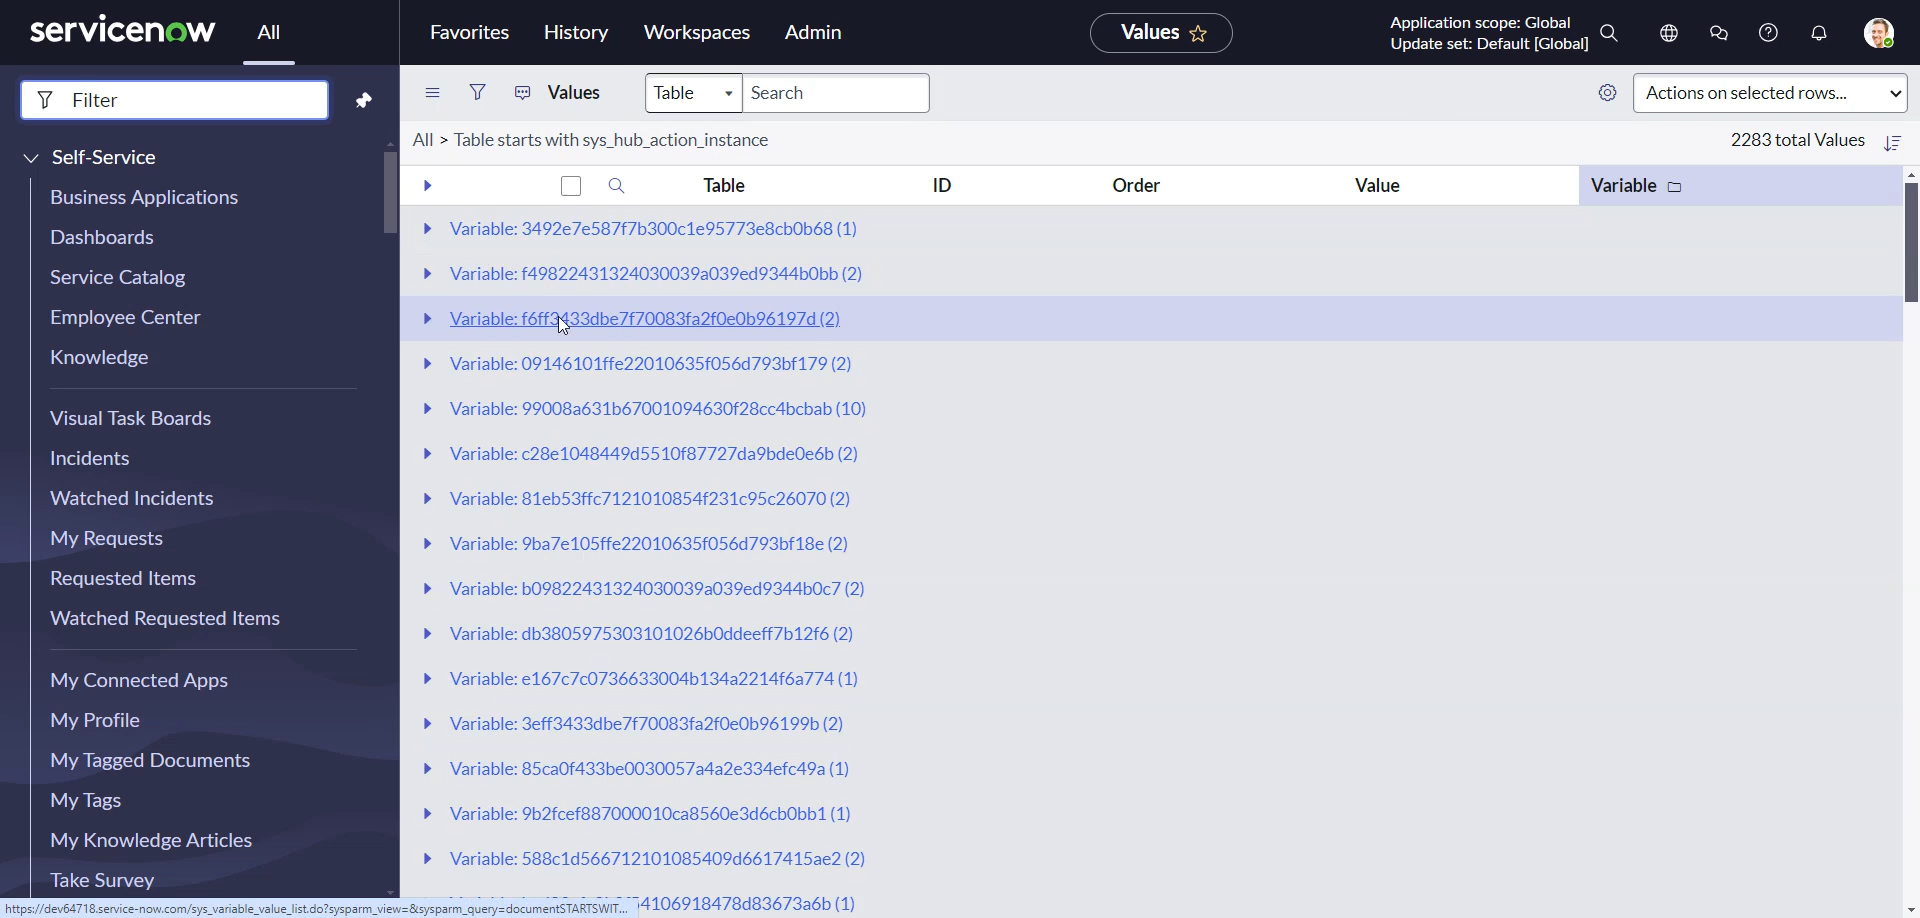 servicenow
All
Favorites
History
Workspaces
Admin
Values
Application scope: Global
Update set: Default [Global]
Filter
Self-Service
Business Applications
Dashboards
Service Catalog
Employee Center
Knowledge
Visual Task Boards
Incidents
Watched Incidents
My Requests
Requested Items
Watched Requested Items
My Connected Apps
My Profile
My Tagged Documents
My Tags
My Knowledge Articles
Take Survey
Values
Table
Search
Actions on selected rows...
All > Table starts with sys_hub_action_instance
2283 total Values
Table ID Order Value Variable
Variable: 3492e7e587f7b300c1e95773e8cb0b68 (1)
Variable: f49822431324030039a039ed9344b0bb (2)
Variable: f6ff3433dbe7f70083fa2f0e0b96197d (2)
Variable: 09146101ffe22010635f056d793bf179 (2)
Variable: 99008a631b67001094630f28cc4bcbab (10)
Variable: c28e1048449d5510f87727da9bde0e6b (2)
Variable: 81eb53ffc7121010854f231c95c26070 (2)
Variable: 9ba7e105ffe22010635f056d793bf18e (2)
Variable: b09822431324030039a039ed9344b0c7 (2)
Variable: db3805975303101026b0ddeeff7b12f6 (2)
Variable: e167c7c0736633004b134a2214f6a774 (1)
Variable: 3eff3433dbe7f70083fa2f0e0b96199b (2)
Variable: 85ca0f433be0030057a4a2e334efc49a (1)
Variable: 9b2fcef887000010ca8560e3d6cb0bb1 (1)
Variable: 588c1d566712101085409d6617415ae2 (2)
4106918478d83673a6b (1)
https://dev64718.service-now.com/sys_variable_value_list.do?sysparm_view=&sysparm_query=documentSTARTSWIT...